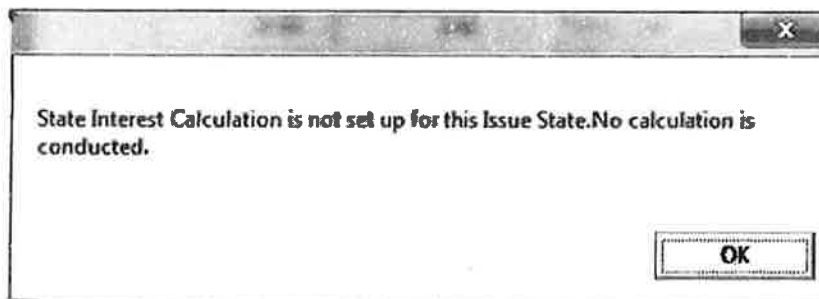 State Interest Calculation is not set up for this Issue State.No calculation is
conducted.
OK